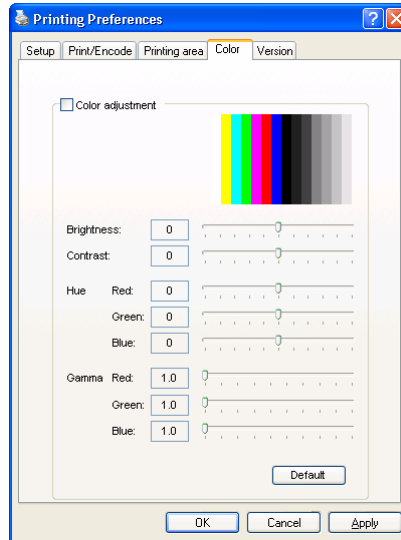 Printing Preferences
Setup Print/Encode Printing area Color Version
Color adjustment
Brightness: 0
Contrast: 0
Hue Red: 0
Green: 0
Blue: 0
Gamma Red: 1.0
Green: 1.0
Blue: 1.0
Default
OK Cancel Apply